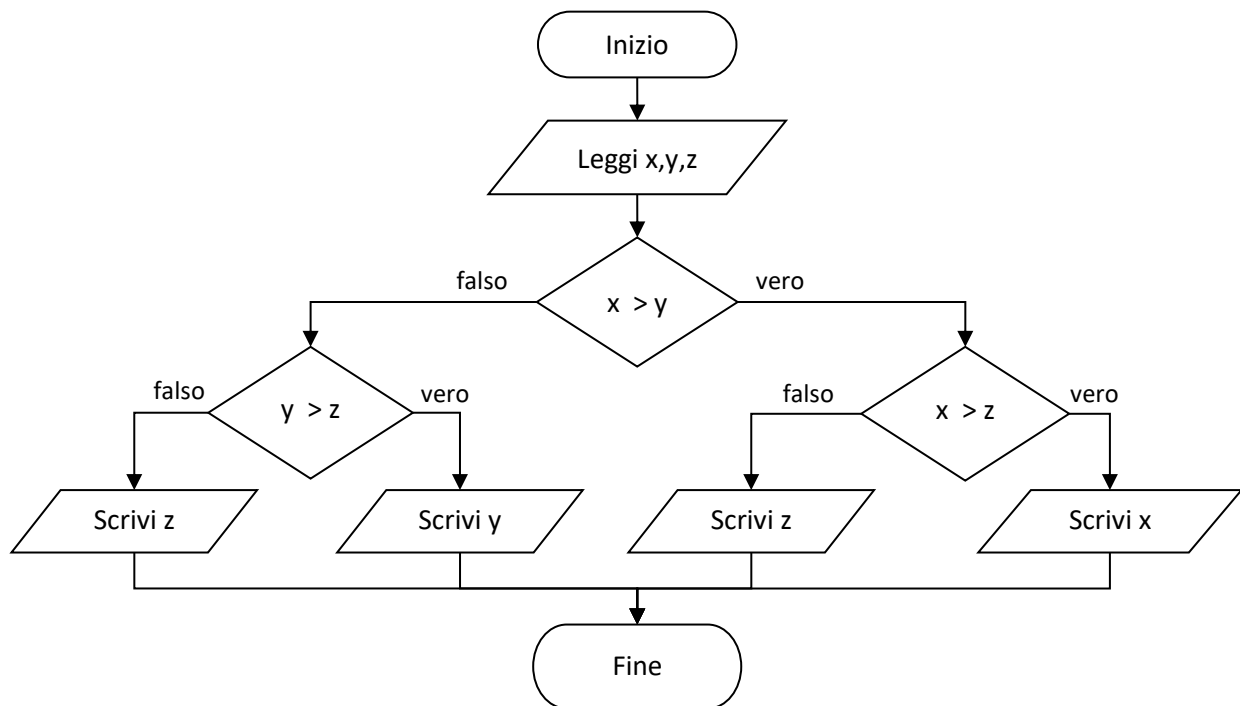 Inizio
Leggi x,y,z
falso
x > y
vero
falso
y > z
vero
falso
x > z
vero
Scrivi z
Scrivi y
Scrivi z
Scrivi x
Fine